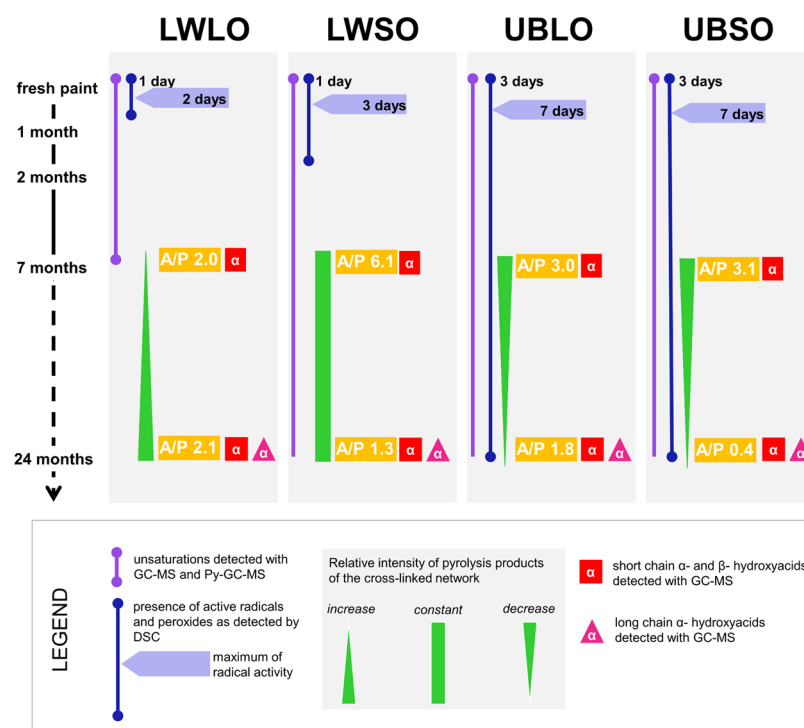 LWLO LWSO UBLO UBSO
fresh paint
1 day 1 day 3 days 3 days
2 days 3 days 7 days 7 days
1 month
2 months
7 months
A/P 2.0 α A/P 6.1 α A/P 3.0 α A/P 3.1 α
24 months
A/P 2.1 α α A/P 1.3 α α A/P 1.8 α α A/P 0.4 α α
LEGEND
unsaturations detected with
GC-MS and Py-GC-MS
presence of active radicals
and peroxides as detected by
DSC
maximum of
radical activity
Relative intensity of pyrolysis products
of the cross-linked network
increase constant decrease
α short chain α- and β- hydroxyacids
detected with GC-MS
α long chain α- hydroxyacids
detected with GC-MS